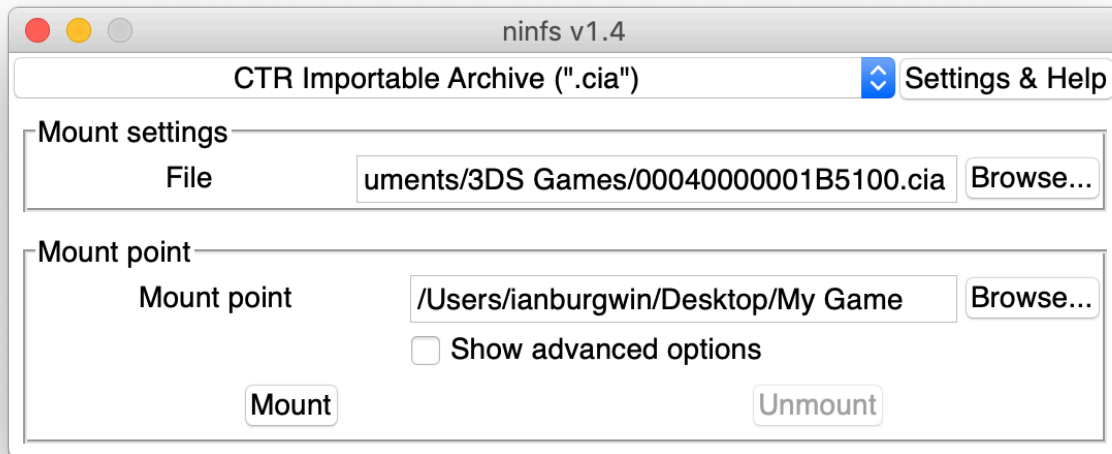 ninfs v1.4
CTR Importable Archive (".cia") Settings & Help
Mount settings
File uments/3DS Games/00040000001B5100.cia Browse...
Mount point
Mount point /Users/ianburgwin/Desktop/My Game Browse...
Show advanced options
Mount Unmount